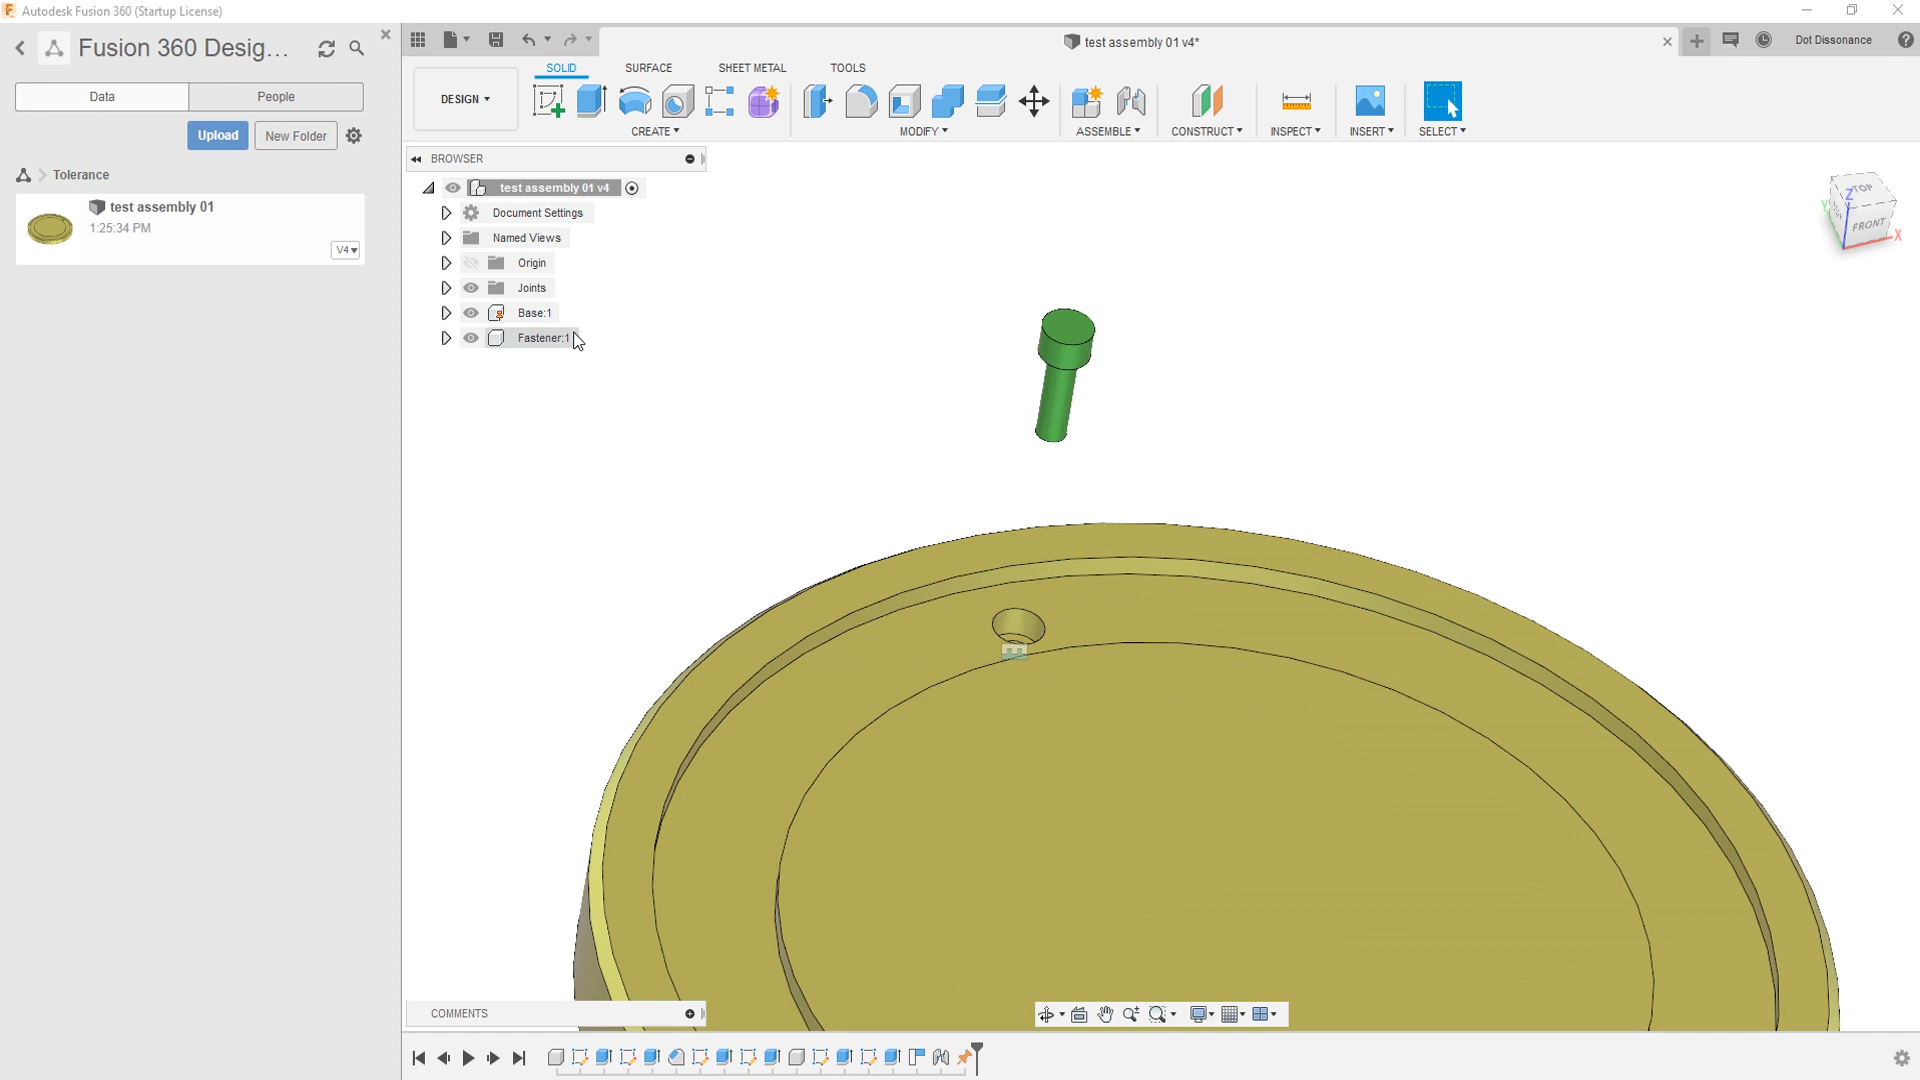 Autodesk Fusion 360 (Startup License)
Fusion 360 Desig...
Data
People
Upload
New Folder
Tolerance
test assembly 01
1:25:34 PM
V4
test assembly 01 v4*
Dot Dissonance
SOLID
SURFACE
SHEET METAL
TOOLS
DESIGN
CREATE
MODIFY
ASSEMBLE
CONSTRUCT
INSPECT
INSERT
SELECT
BROWSER
test assembly 01 v4
Document Settings
Named Views
Origin
Joints
Base:1
Fastener:1
TOP
FRONT
Z
Y
X
COMMENTS